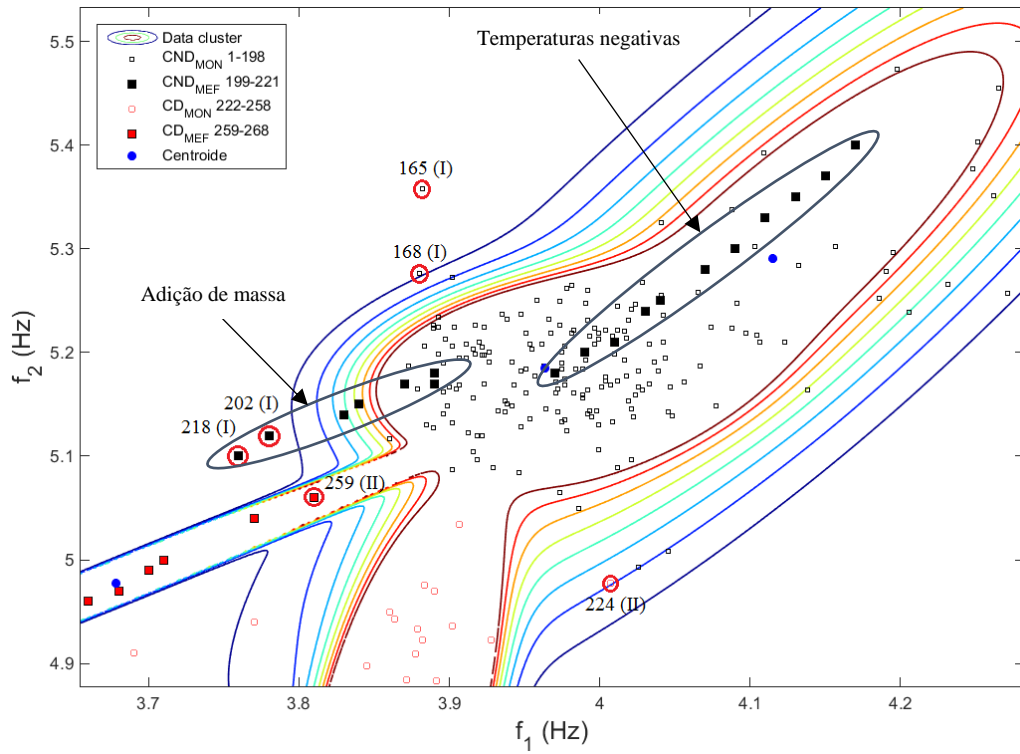 Data cluster
CND_MON 1-198
CND_MEF 199-221
CD_MON 222-258
CD_MEF 259-268
Centroide
Temperaturas negativas
165 (I)
168 (I)
Adição de massa
202 (I)
218 (I)
259 (II)
224 (II)
5.5
5.4
5.3
5.2
5.1
5
4.9
f_2 (Hz)
3.7 3.8 3.9 4 4.1 4.2
f_1 (Hz)